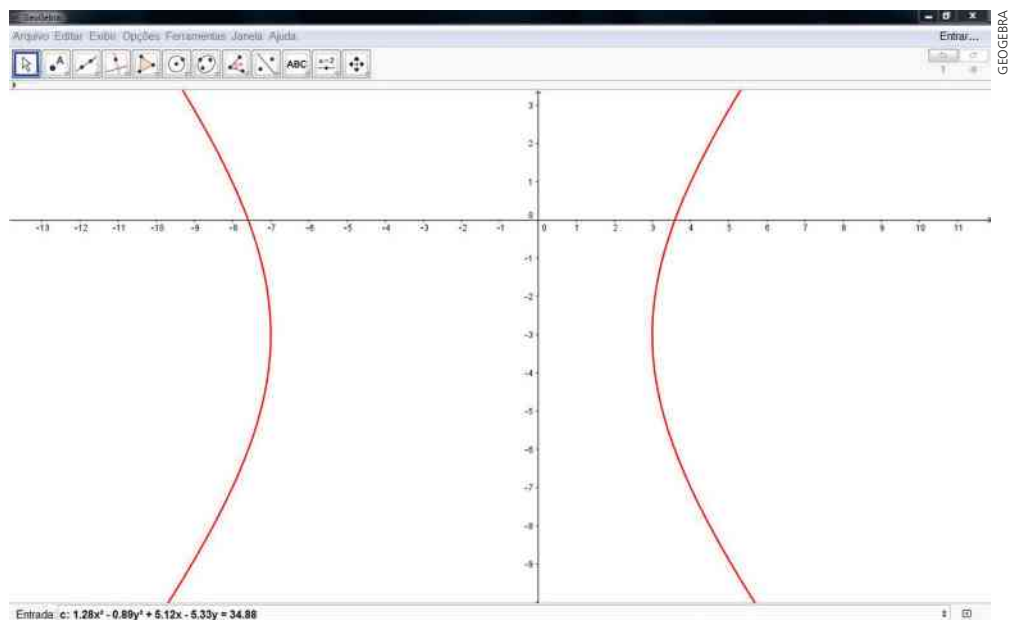 GeoGebra
Arquivo Editar Exibir Opções Ferramentas Janela Ajuda
Entrar...
ABC
a=2
GEOGEBRA
3
2
1
0
-13 -12 -11 -10 -9 -8 -7 -6 -5 -4 -3 -2 -1 0 1 2 3 4 5 6 7 8 9 10 11
-1
-2
-3
-4
-5
-6
-7
-8
-9
Entrada: c: 1.28x² - 0.89y² + 5.12x - 5.33y = 34.88